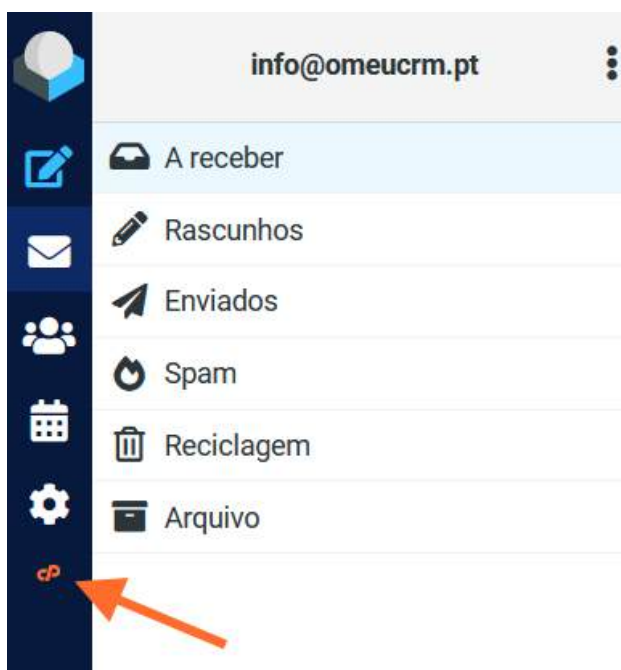 info@omeucrm.pt
A receber
Rascunhos
Enviados
Spam
Reciclagem
Arquivo
cP